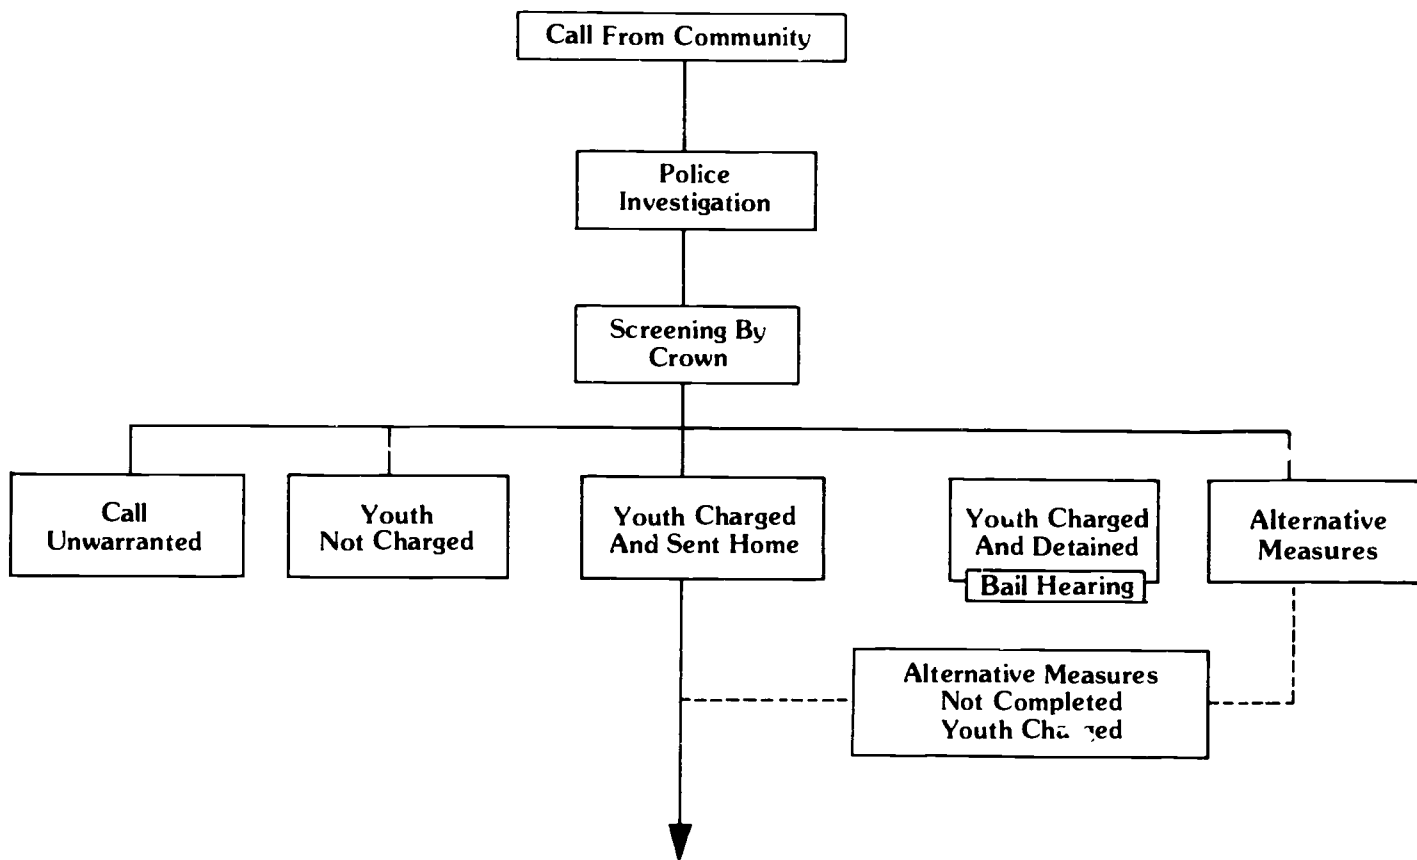 Call From Community
Police
Investigation
Screening By
Crown
Call
Unwarranted
Youth
Not Charged
Youth Charged
And Sent Home
Youth Charged
And Detained
Bail Hearing
Alternative
Measures
Alternative Measures
Not Completed
Youth Charged